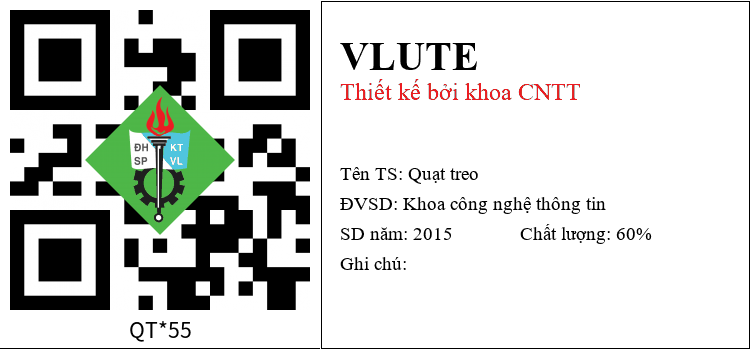 ĐH KT
SP VL
QT*55
VLUTE
Thiết kế bởi khoa CNTT
Tên TS: Quạt treo
ĐVSD: Khoa công nghệ thông tin
SD năm: 2015 Chất lượng: 60%
Ghi chú: